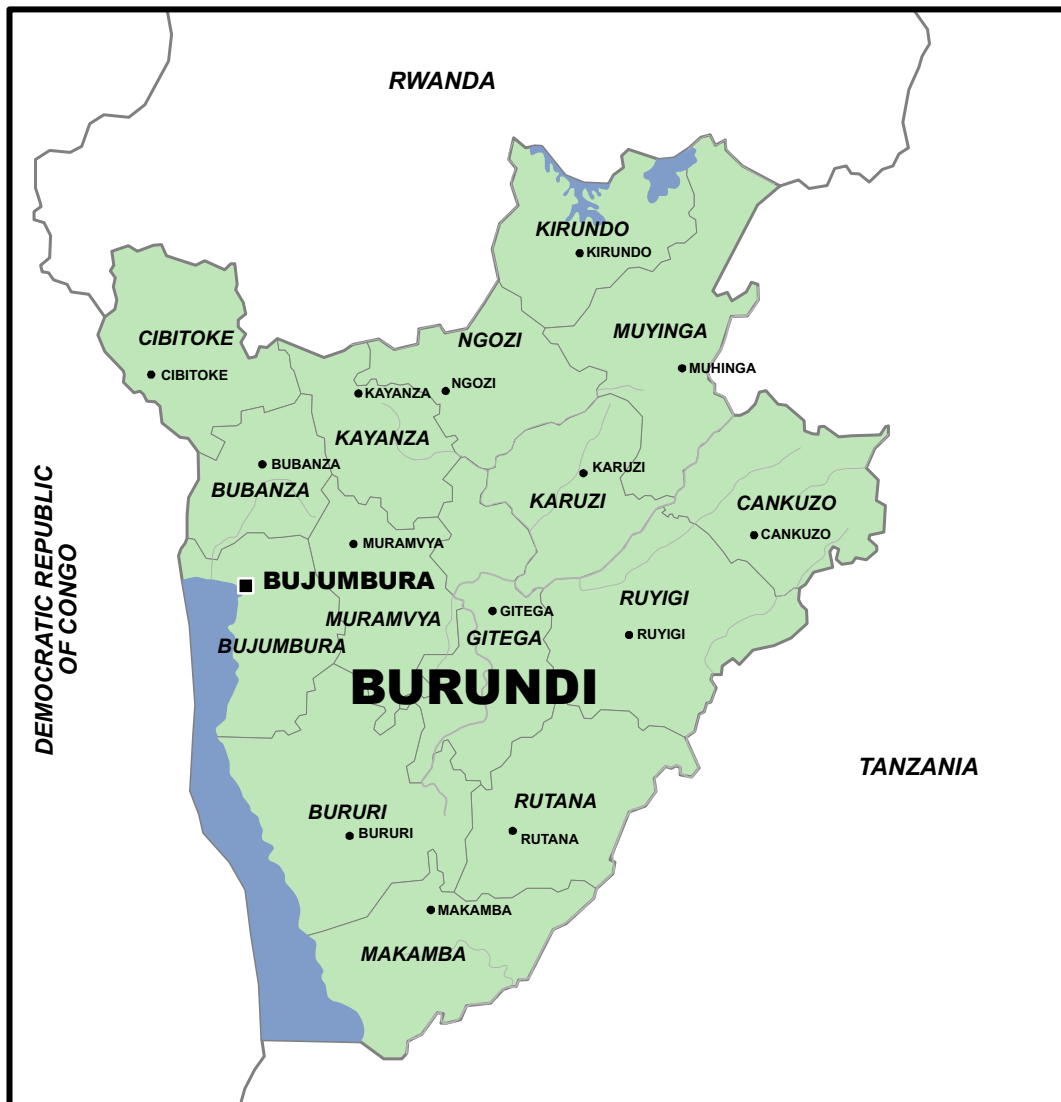 RWANDA
KIRUNDO
KIRUNDO
CIBITOKE
CIBITOKE
NGOZI
NGOZI
MUYINGA
MUHINGA
KAYANZA
KAYANZA
BUBANZA
BUBANZA
KARUZI
KARUZI
CANKUZO
CANKUZO
DEMOCRATIC REPUBLIC
OF CONGO
MURAMVYA
BUJUMBURA
MURAMVYA
BUJUMBURA
GITEGA
GITEGA
RUYIGI
RUYIGI
BURUNDI
TANZANIA
BURURI
BURURI
RUTANA
RUTANA
MAKAMBA
MAKAMBA